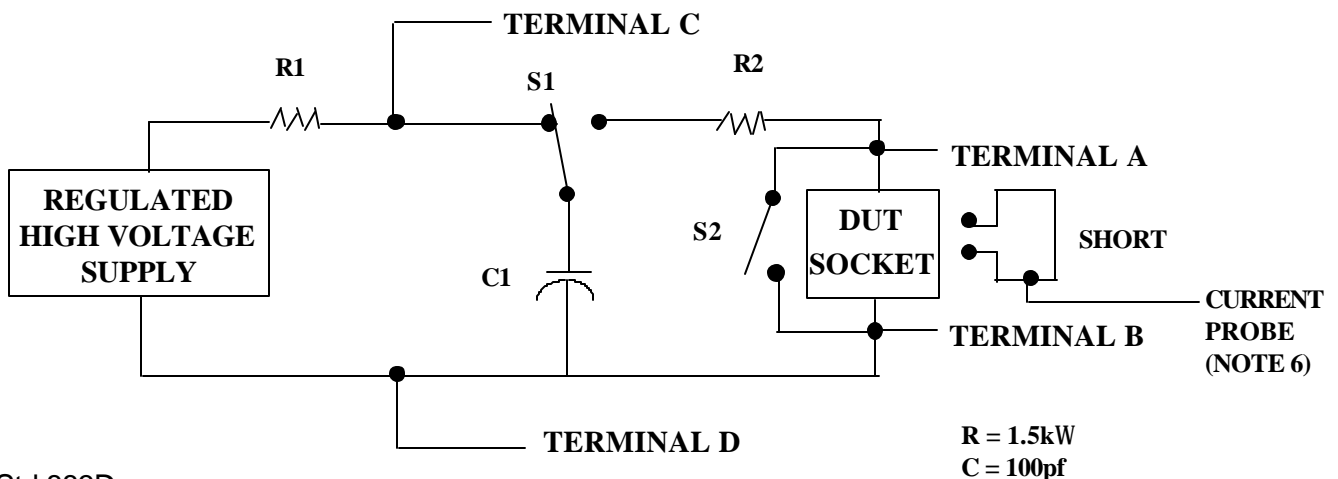 TERMINAL C
R1
S1
R2
TERMINAL A
REGULATED
HIGH VOLTAGE
SUPPLY
S2
DUT
SOCKET
SHORT
C1
CURRENT
PROBE
(NOTE 6)
TERMINAL B
TERMINAL D
R = 1.5kW
C = 100pf